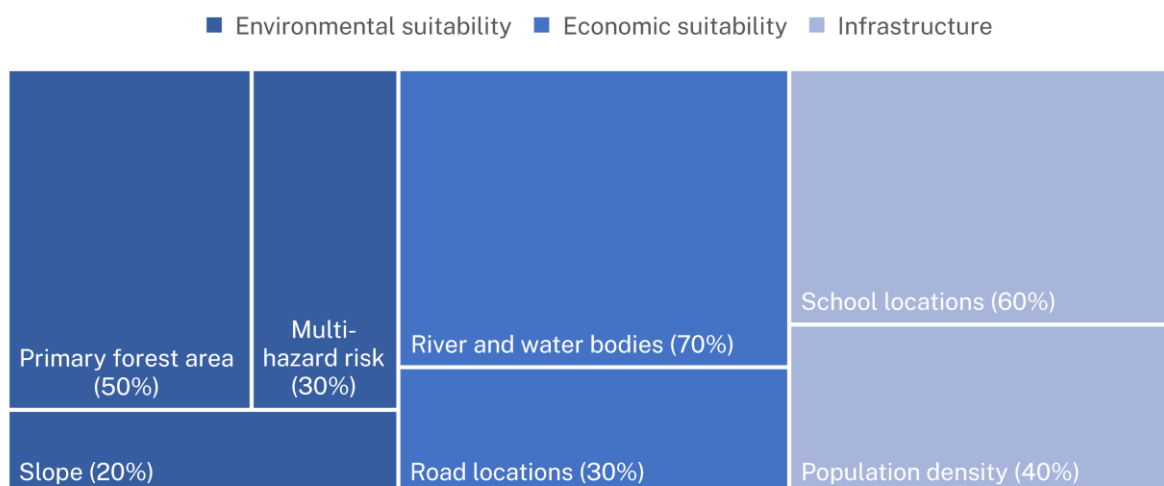 Environmental suitability
Economic suitability
Infrastructure
Primary forest area
(50%)
Multi-
hazard risk
(30%)
Slope (20%)
River and water bodies (70%)
Road locations (30%)
School locations (60%)
Population density (40%)